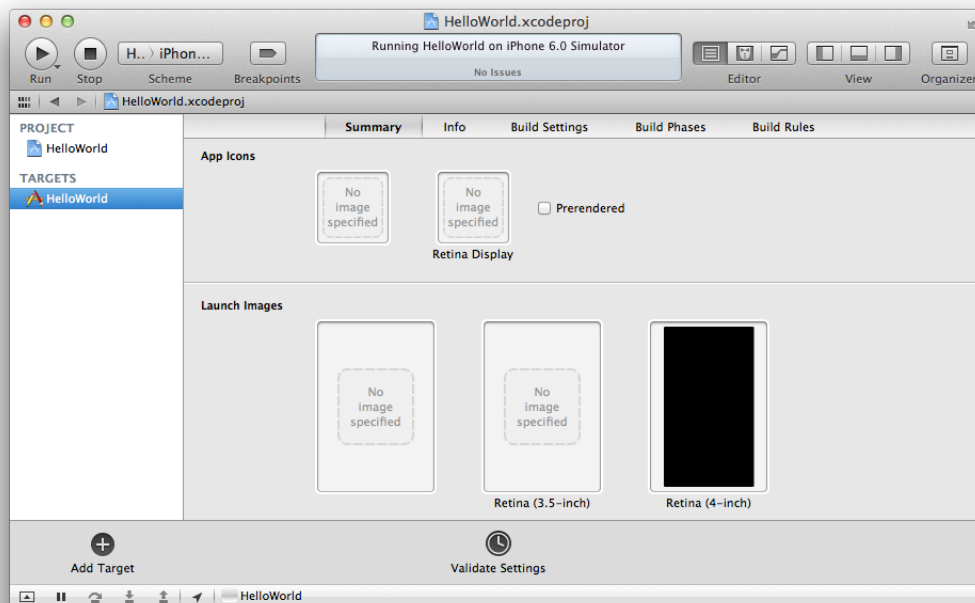 HelloWorld.xcodeproj
H.. › iPhon...
Running HelloWorld on iPhone 6.0 Simulator
No Issues
Run
Stop
Scheme
Breakpoints
Editor
View
Organizer
HelloWorld.xcodeproj
PROJECT
HelloWorld
TARGETS
HelloWorld
Summary
Info
Build Settings
Build Phases
Build Rules
App Icons
No
image
specified
No
image
specified
Prerendered
Retina Display
Launch Images
No
image
specified
No
image
specified
Retina (3.5-inch)
Retina (4-inch)
Add Target
Validate Settings
HelloWorld